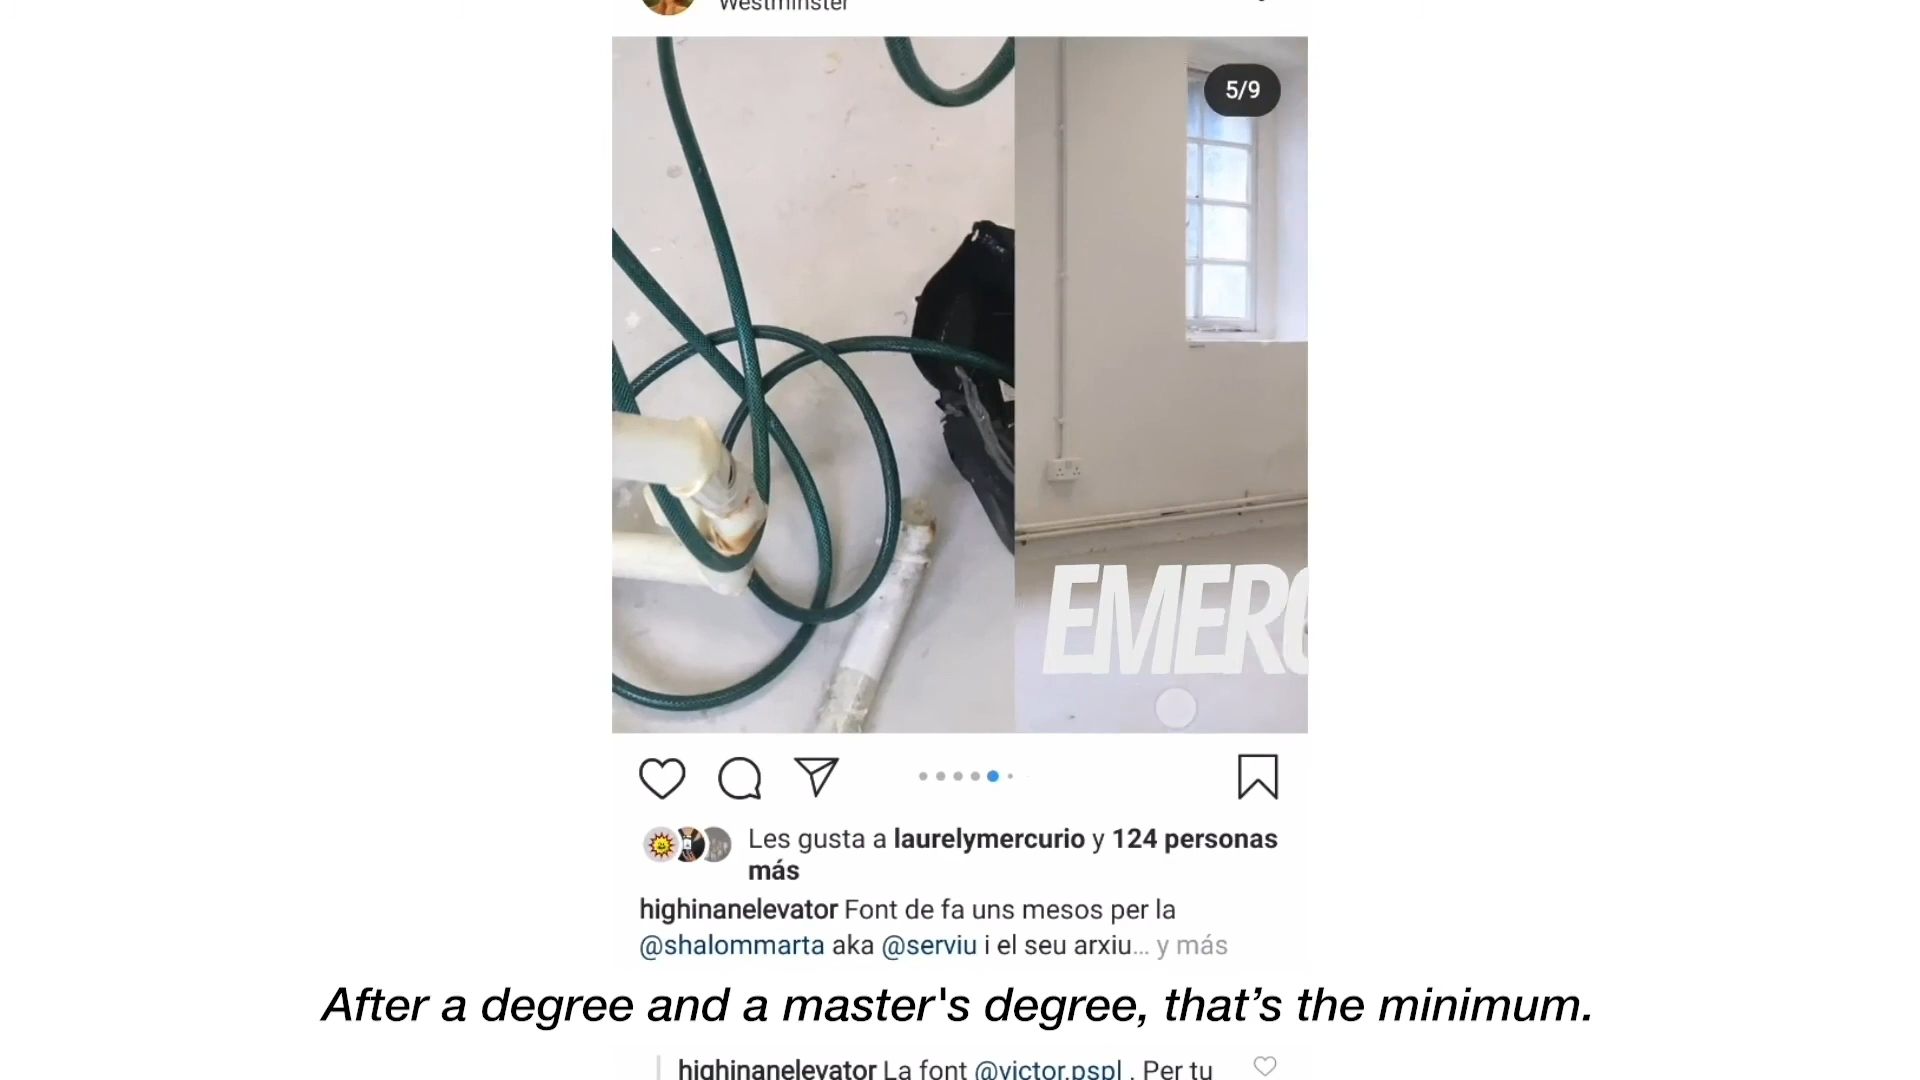 Westminster
5/9
EMERG
Les gusta a laurelymercurio y 124 personas
más
highinanelevator Font de fa uns mesos per la
@shalommarta aka @serviu i el seu arxiu... y más
After a degree and a master's degree, that’s the minimum.
highinanelevator La font @victor.pspl . Per tu